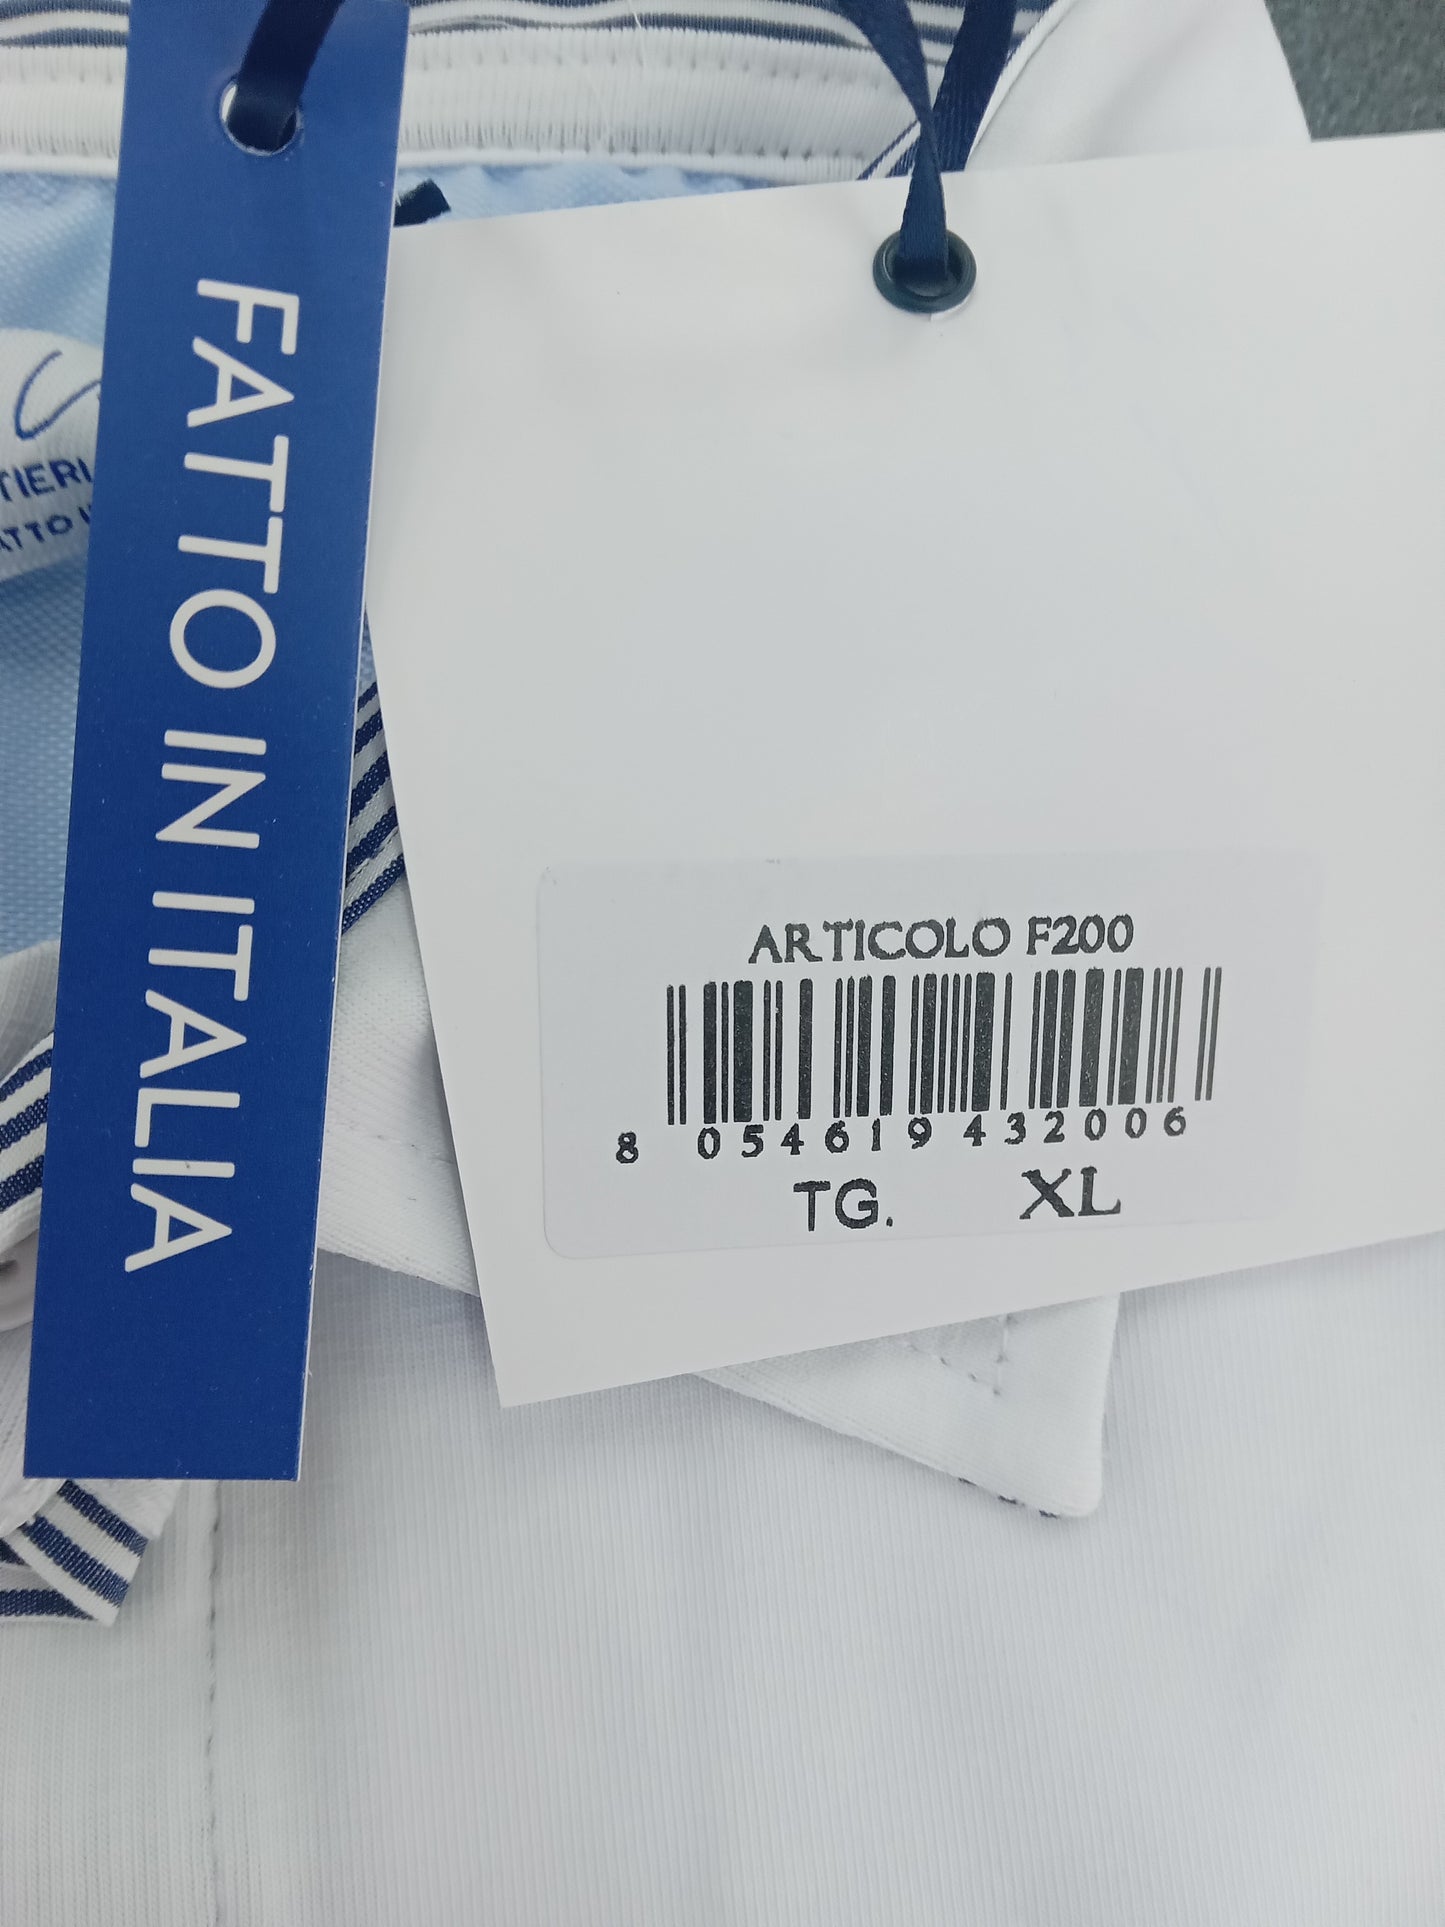 FATTO IN ITALIA
ARTICOLO F200
8 054619 432006
TG. XL